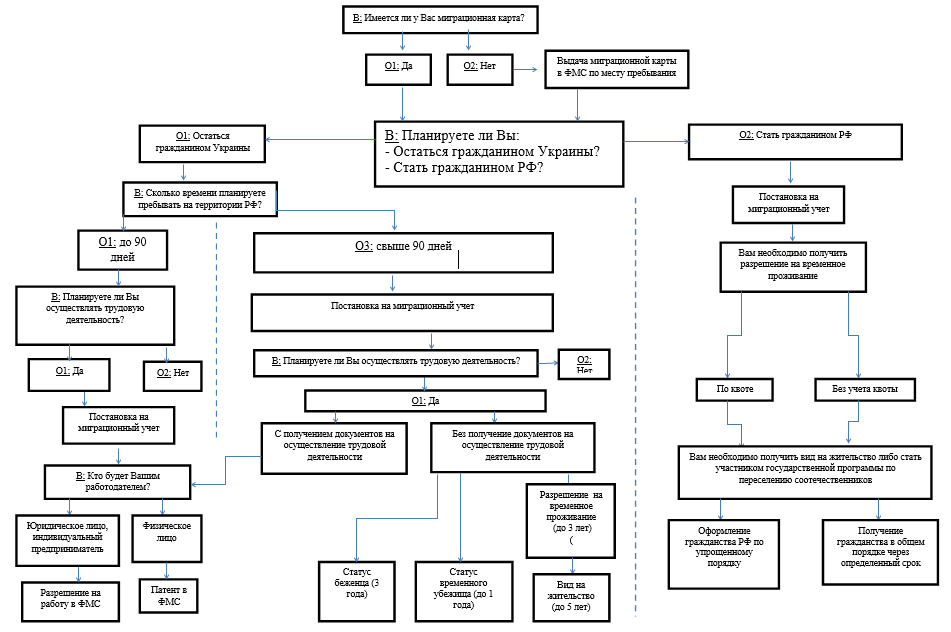 В: Имеется ли у Вас миграционная карта?
О1: Да
О2: Нет
Выдача миграционной карты
в ФМС по месту пребывания
О1: Остаться
гражданином Украины
В: Планируете ли Вы:
- Остаться гражданином Украины?
- Стать гражданином РФ?
О2: Стать гражданином РФ
В: Сколько времени планируете
пребывать на территории РФ?
Постановка на
миграционный учет
О1: до 90
дней
О3: свыше 90 дней
Вам необходимо получить
разрешение на временное
проживание
В: Планируете ли Вы
осуществлять трудовую
деятельность?
Постановка на миграционный учет
О1: Да
О2: Нет
В: Планируете ли Вы осуществлять трудовую деятельность?
О2:
Нет
По квоте
Без учета квоты
О1: Да
Постановка на
миграционный учет
С получением документов на
осуществление трудовой
деятельности
Без получение документов на
осуществление трудовой
деятельности
Вам необходимо получить вид на жительство либо стать
участником государственной программы по
переселению соотечественников
В: Кто будет Вашим
работодателем?
Юридическое лицо,
индивидуальный
предприниматель
Физическое
лицо
Разрешение на
временное
проживание
(до 3 лет)
(
Оформление
гражданства РФ по
упрощенному
порядку
Получение
гражданства в общем
порядке через
определенный срок
Разрешение на
работу в ФМС
Патент в
ФМС
Статус
беженца (3
года)
Статус
временного
убежища (до 1
года)
Вид на
жительство
(до 5 лет)